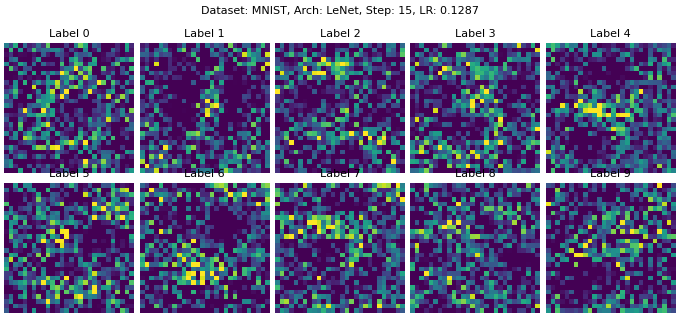 Dataset: MNIST, Arch: LeNet, Step: 15, LR: 0.1287
Label 0 Label 1 Label 2 Label 3 Label 4
Label 5 Label 6 Label 7 Label 8 Label 9